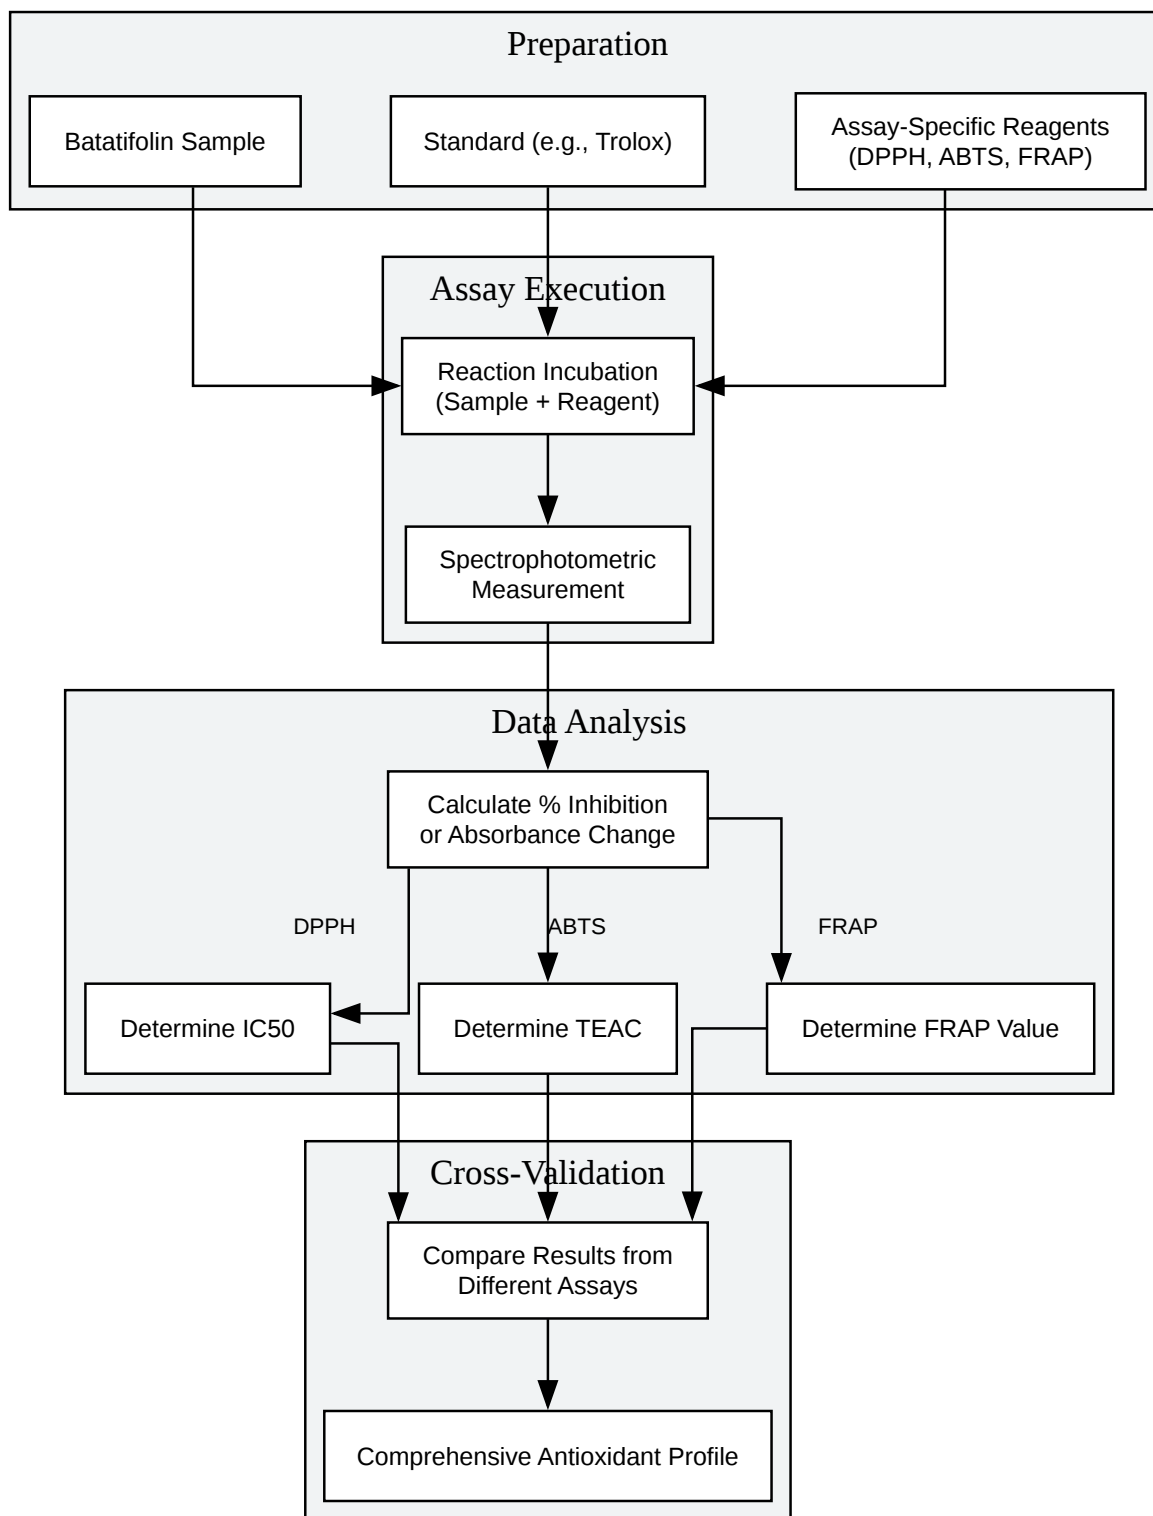 Preparation
Batatifolin Sample
Standard (e.g., Trolox)
Assay-Specific Reagents
(DPPH, ABTS, FRAP)
Assay Execution
Reaction Incubation
(Sample + Reagent)
Spectrophotometric
Measurement
Data Analysis
Calculate % Inhibition
or Absorbance Change
DPPH
ABTS
FRAP
Determine IC50
Determine TEAC
Determine FRAP Value
Cross-Validation
Compare Results from
Different Assays
Comprehensive Antioxidant Profile